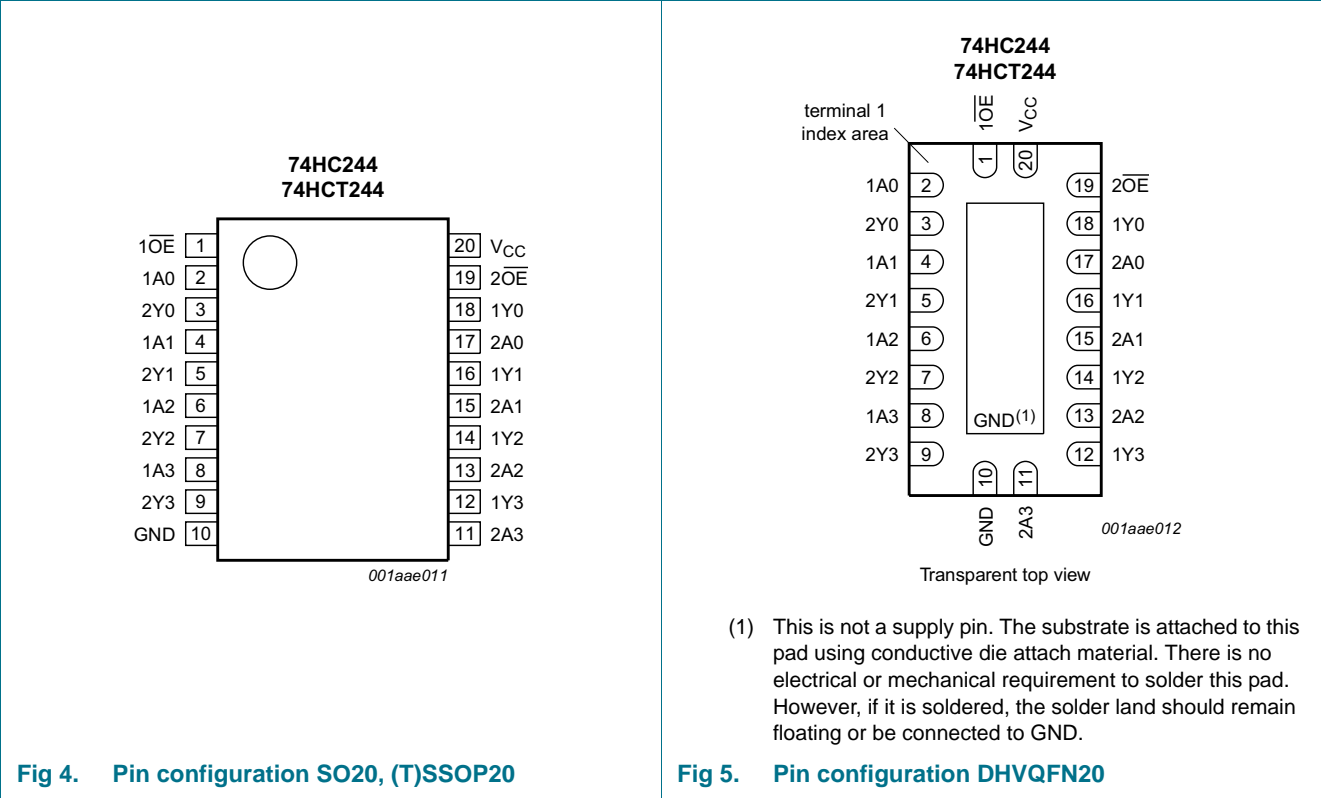 74HC244
74HCT244
1OE 1
1A0 2
2Y0 3
1A1 4
2Y1 5
1A2 6
2Y2 7
1A3 8
2Y3 9
GND 10
20 VCC
19 2OE
18 1Y0
17 2A0
16 1Y1
15 2A1
14 1Y2
13 2A2
12 1Y3
11 2A3
001aae011
Fig 4. Pin configuration SO20, (T)SSOP20
74HC244
74HCT244
terminal 1
index area
1OE
VCC
1
20
1A0 2
2Y0 3
1A1 4
2Y1 5
1A2 6
2Y2 7
1A3 8
2Y3 9
19 2OE
18 1Y0
17 2A0
16 1Y1
15 2A1
14 1Y2
13 2A2
12 1Y3
GND(1)
10
11
GND
2A3
001aae012
Transparent top view
(1) This is not a supply pin. The substrate is attached to this
pad using conductive die attach material. There is no
electrical or mechanical requirement to solder this pad.
However, if it is soldered, the solder land should remain
floating or be connected to GND.
Fig 5. Pin configuration DHVQFN20